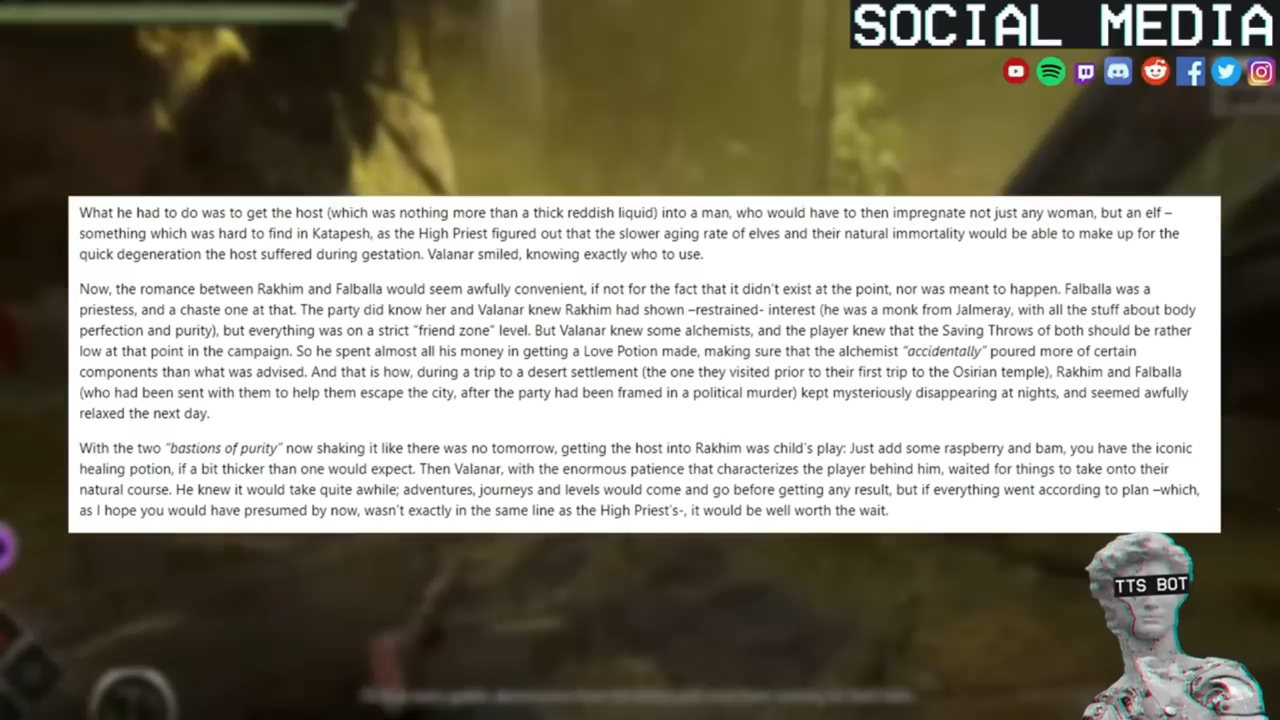 SOCIAL MEDIA
What he had to do was to get the host (which was nothing more than a thick reddish liquid) into a man, who would have to then impregnate not just any woman, but an elf –
something which was hard to find in Katapesh, as the High Priest figured out that the slower aging rate of elves and their natural immortality would be able to make up for the
quick degeneration the host suffered during gestation. Valanar smiled, knowing exactly who to use.
Now, the romance between Rakhim and Falballa would seem awfully convenient, if not for the fact that it didn't exist at the point, nor was meant to happen. Falballa was a
priestess, and a chaste one at that. The party did know her and Valanar knew Rakhim had shown –restrained- interest (he was a monk from Jalmeray, with all the stuff about body
perfection and purity), but everything was on a strict "friend zone" level. But Valanar knew some alchemists, and the player knew that the Saving Throws of both should be rather
low at that point in the campaign. So he spent almost all his money in getting a Love Potion made, making sure that the alchemist "accidentally" poured more of certain
components than what was advised. And that is how, during a trip to a desert settlement (the one they visited prior to their first trip to the Osirian temple), Rakhim and Falballa
(who had been sent with them to help them escape the city, after the party had been framed in a political murder) kept mysteriously disappearing at nights, and seemed awfully
relaxed the next day.
With the two "bastions of purity" now shaking it like there was no tomorrow, getting the host into Rakhim was child's play: Just add some raspberry and bam, you have the iconic
healing potion, if a bit thicker than one would expect. Then Valanar, with the enormous patience that characterizes the player behind him, waited for things to take onto their
natural course. He knew it would take quite awhile; adventures, journeys and levels would come and go before getting any result, but if everything went according to plan –which,
as I hope you would have presumed by now, wasn't exactly in the same line as the High Priest's-, it would be well worth the wait.
TTS BOT